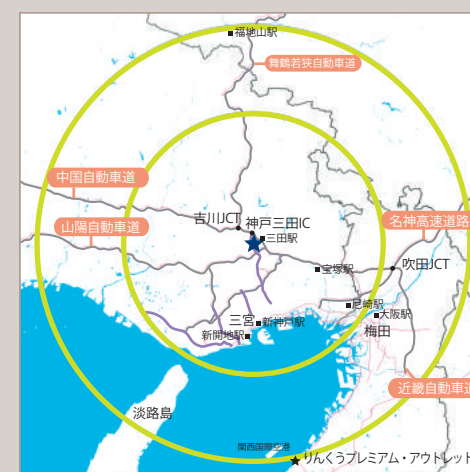 福地山駅
舞鶴若狭自動車道
中国自動車道
吉川JCT
神戸三田IC
山陽自動車道
三田駅
名神高速道路
宝塚駅
吹田JCT
尼崎駅
大阪駅
三宮
新神戸駅
梅田
新開地駅
近畿自動車道
淡路島
関西国際空港
りんくうプレミアム・アウトレット